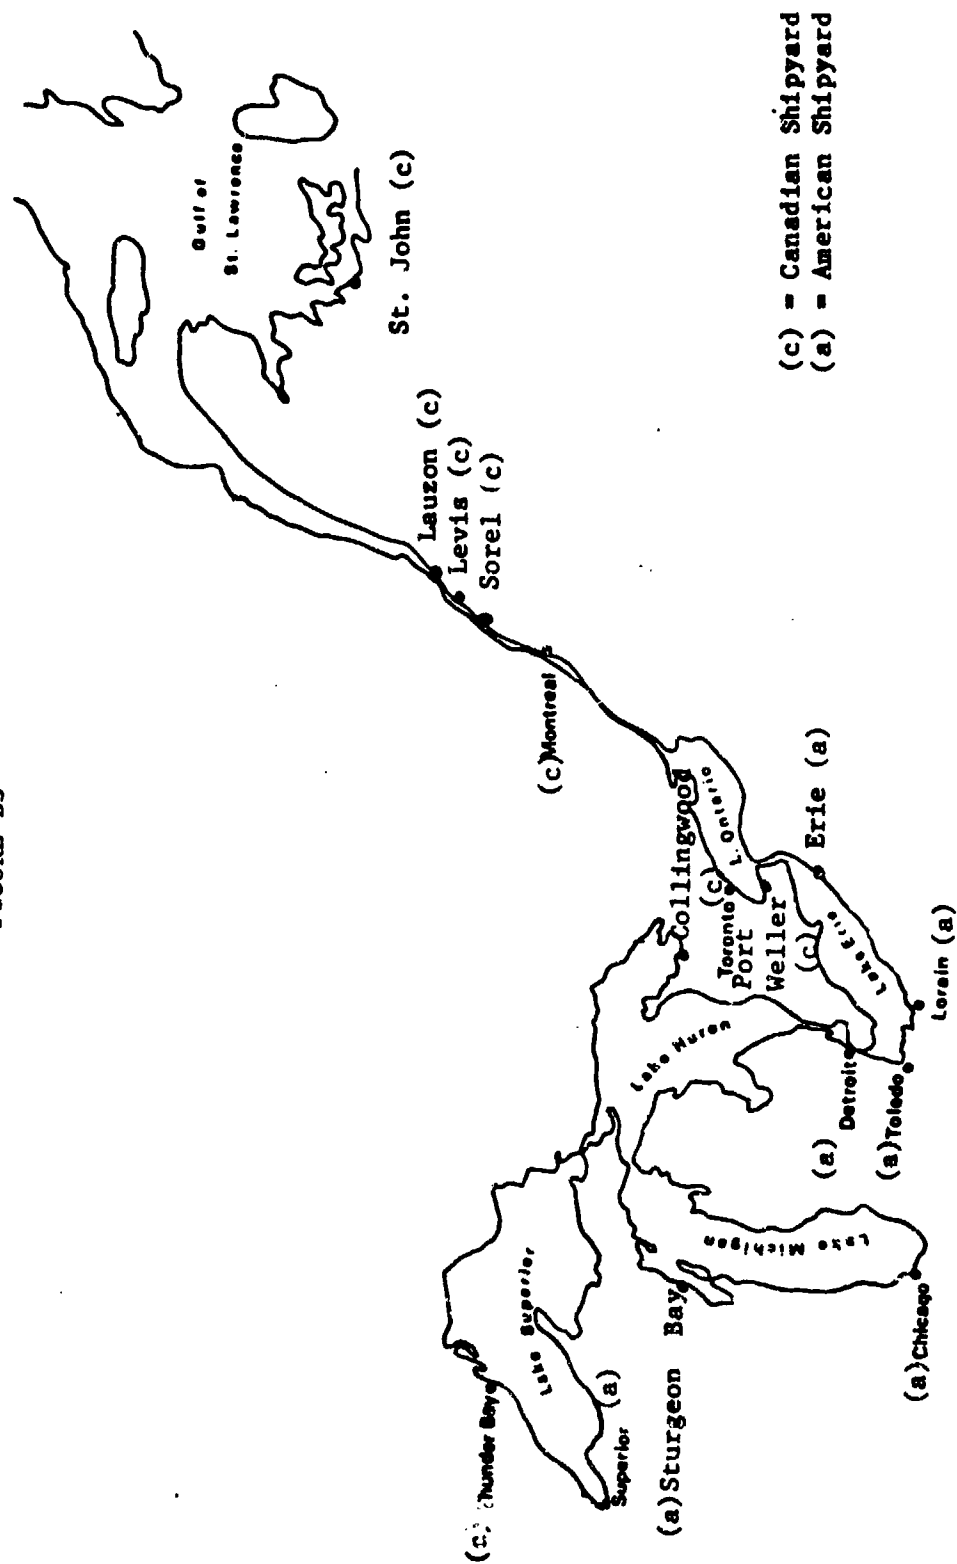 Gulf of
St. Lawrence
St. John (c)
Lauzon (c)
Levis (c)
Sorel (c)
(c)Montreal
Collingwood
(c)
L. Ontario
Toronto
Port
Weller
(c)
Erie (a)
Lake Erie
Lorain (a)
Lake Huron
(a) Detroit
(a)Toledo
Lake Michigan
(a)Chicago
Lake Superior
Thunder Bay
Superior
(a)
(a)Sturgeon Bay
(c) = Canadian Shipyard
(a) = American Shipyard